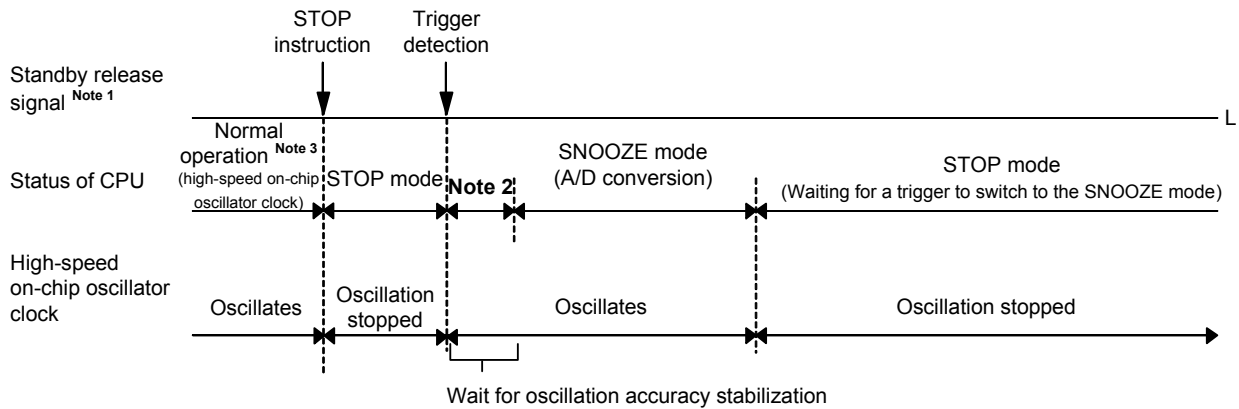 STOP
instruction
Trigger
detection
Standby release
signal Note 1
L
Status of CPU
Normal
operation Note 3
(high-speed on-chip
oscillator clock)
STOP mode
Note 2
SNOOZE mode
(A/D conversion)
STOP mode
(Waiting for a trigger to switch to the SNOOZE mode)
High-speed
on-chip oscillator
clock
Oscillates
Oscillation
stopped
Oscillates
Oscillation stopped
Wait for oscillation accuracy stabilization